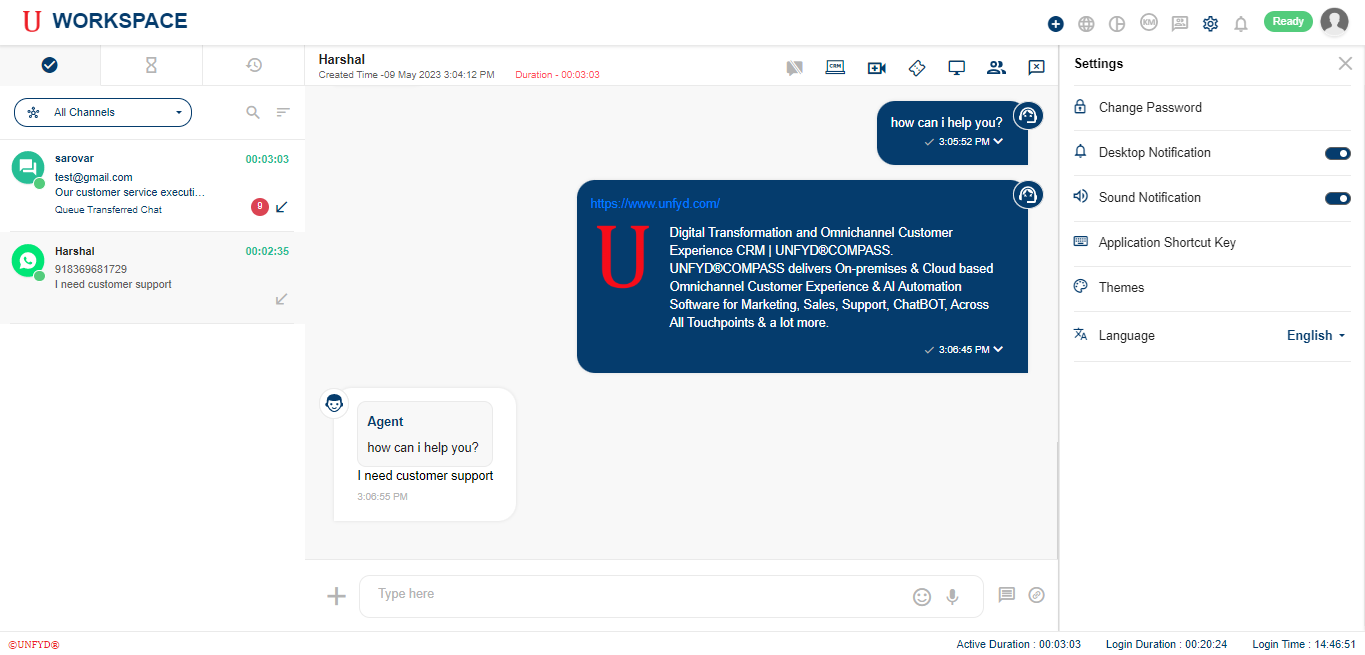 U WORKSPACE
KM
Ready
All Channels
sarovar
00:03:03
test@gmail.com
Our customer service executi...
9
Queue Transferred Chat
Harshal
00:02:35
918369681729
I need customer support
Harshal
Created Time -09 May 2023 3:04:12 PM
Duration - 00:03:03
CRM
how can i help you?
3:05:52 PM
https://www.unfyd.com/
U
Digital Transformation and Omnichannel Customer
Experience CRM | UNFYD®COMPASS.
UNFYD®COMPASS delivers On-premises & Cloud based
Omnichannel Customer Experience & AI Automation
Software for Marketing, Sales, Support, ChatBOT, Across
All Touchpoints & a lot more.
3:06:45 PM
Agent
how can i help you?
I need customer support
3:06:55 PM
Type here
Settings
Change Password
Desktop Notification
Sound Notification
Application Shortcut Key
Themes
Language
English
©UNFYD®
Active Duration : 00:03:03
Login Duration : 00:20:24
Login Time : 14:46:51